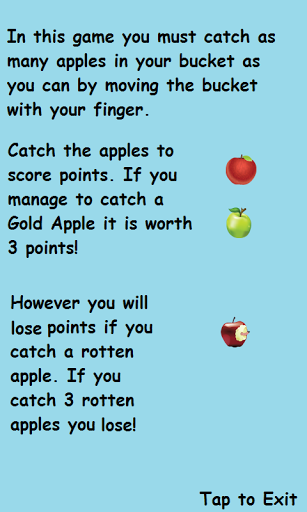 In this game you must catch as
many apples in your bucket as
you can by moving the bucket
with your finger.
Catch the apples to
score points. If you
manage to catch a
Gold Apple it is worth
3 points!
However you will
lose points if you
catch a rotten
apple. If you
catch 3 rotten
apples you lose!
Tap to Exit